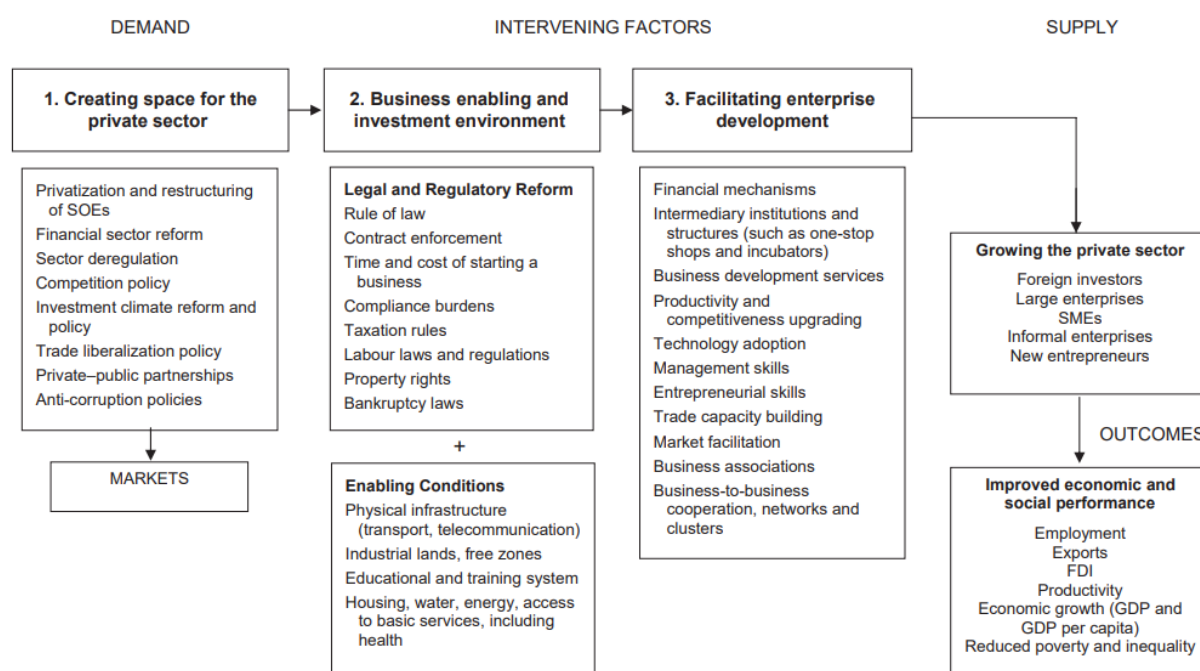 DEMAND
INTERVENING FACTORS
SUPPLY
1. Creating space for the
private sector
2. Business enabling and
investment environment
3. Facilitating enterprise
development
Privatization and restructuring
of SOEs
Financial sector reform
Sector deregulation
Competition policy
Investment climate reform and
policy
Trade liberalization policy
Private–public partnerships
Anti-corruption policies
MARKETS
Legal and Regulatory Reform
Rule of law
Contract enforcement
Time and cost of starting a
business
Compliance burdens
Taxation rules
Labour laws and regulations
Property rights
Bankruptcy laws
+
Enabling Conditions
Physical infrastructure
(transport, telecommunication)
Industrial lands, free zones
Educational and training system
Housing, water, energy, access
to basic services, including
health
Financial mechanisms
Intermediary institutions and
structures (such as one-stop
shops and incubators)
Business development services
Productivity and
competitiveness upgrading
Technology adoption
Management skills
Entrepreneurial skills
Trade capacity building
Market facilitation
Business associations
Business-to-business
cooperation, networks and
clusters
Growing the private sector
Foreign investors
Large enterprises
SMEs
Informal enterprises
New entrepreneurs
OUTCOMES
Improved economic and
social performance
Employment
Exports
FDI
Productivity
Economic growth (GDP and
GDP per capita)
Reduced poverty and inequality